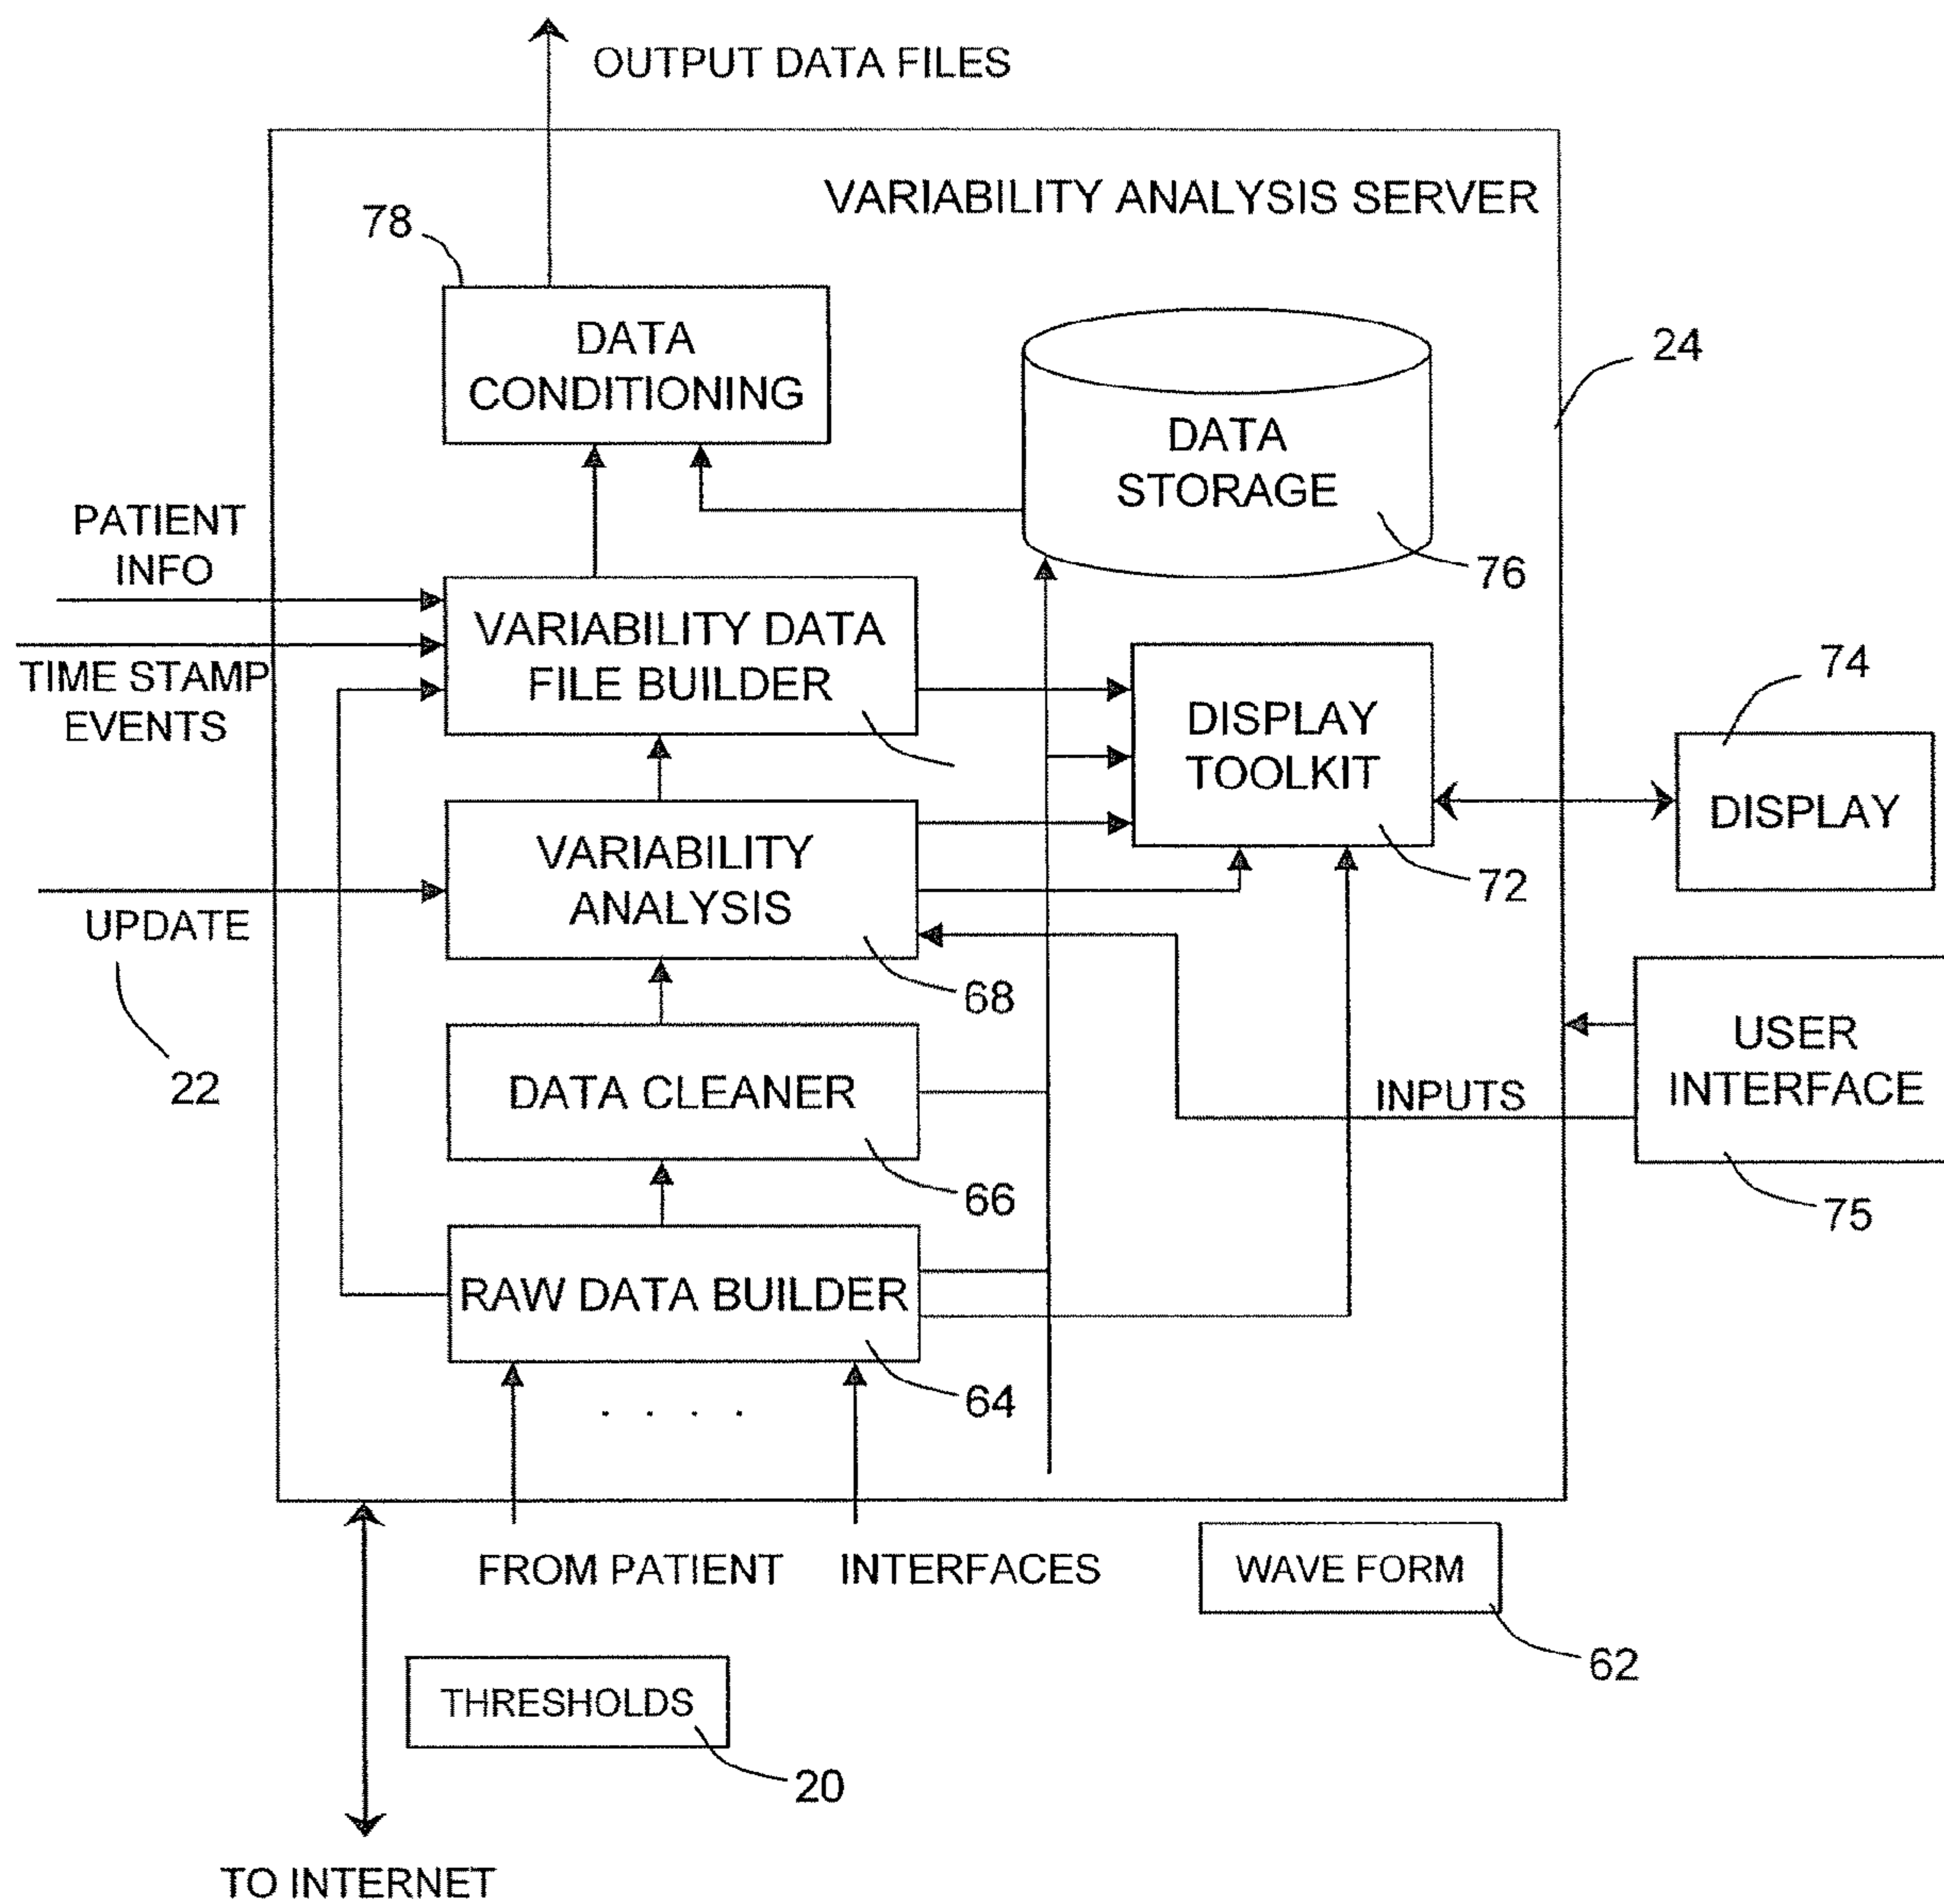 OUTPUT DATA FILES
VARIABILITY ANALYSIS SERVER
78
DATA
CONDITIONING
24
DATA
STORAGE
76
PATIENT
INFO
TIME STAMP
EVENTS
VARIABILITY DATA
FILE BUILDER
DISPLAY
TOOLKIT
72
74
DISPLAY
UPDATE
22
VARIABILITY
ANALYSIS
68
USER
INTERFACE
75
INPUTS
DATA CLEANER
66
RAW DATA BUILDER
64
. . . .
FROM PATIENT INTERFACES
WAVE FORM
62
THRESHOLDS
20
TO INTERNET